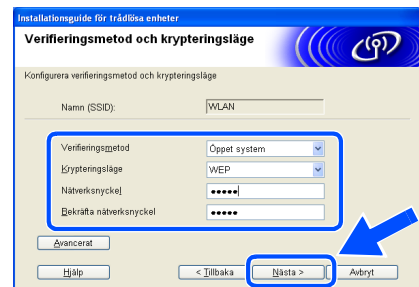 Installationsguide för trådlösa enheter
Verifieringsmetod och krypteringsläge
Konfigurera verifieringsmetod och krypteringsläge
Namn (SSID): WLAN
Verifieringsmetod Öppet system
Krypteringsläge WEP
Nätverksnyckel •••••
Bekräfta nätverksnyckel •••••
Avancerat
Hjälp < Tillbaka Nästa > Avbryt